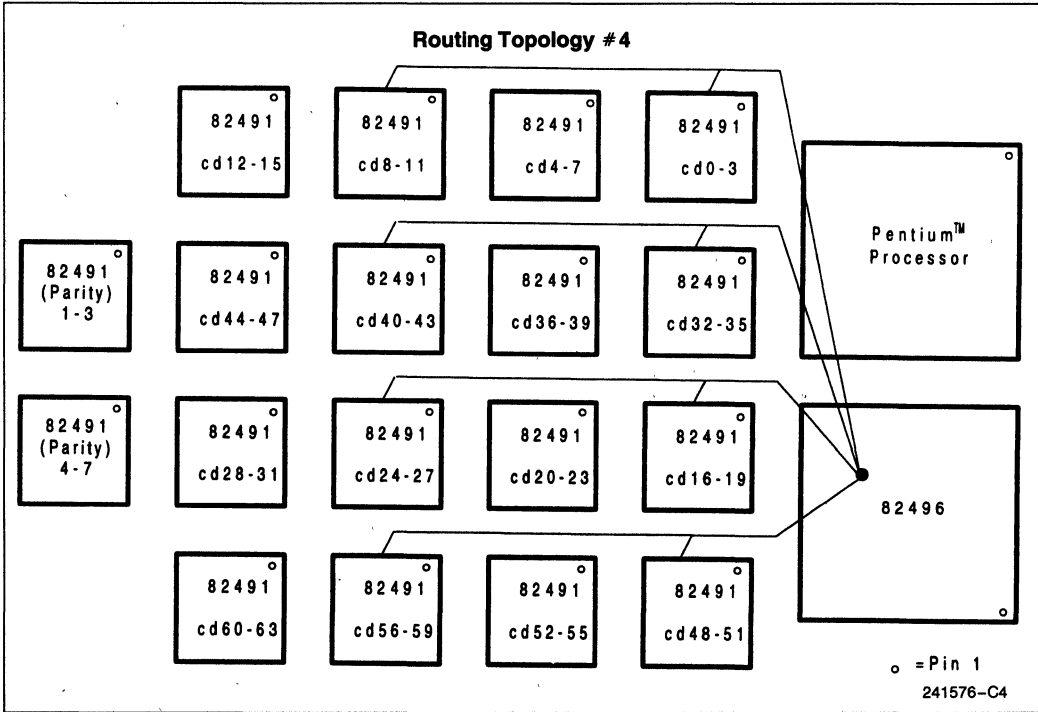 Routing Topology #4
82491
cd12-15
82491
cd8-11
82491
cd4-7
82491
cd0-3
Pentium™
Processor
82491
(Parity)
1-3
82491
cd44-47
82491
cd40-43
82491
cd36-39
82491
cd32-35
82491
(Parity)
4-7
82491
cd28-31
82491
cd24-27
82491
cd20-23
82491
cd16-19
82496
82491
cd60-63
82491
cd56-59
82491
cd52-55
82491
cd48-51
=Pin 1
241576-C4